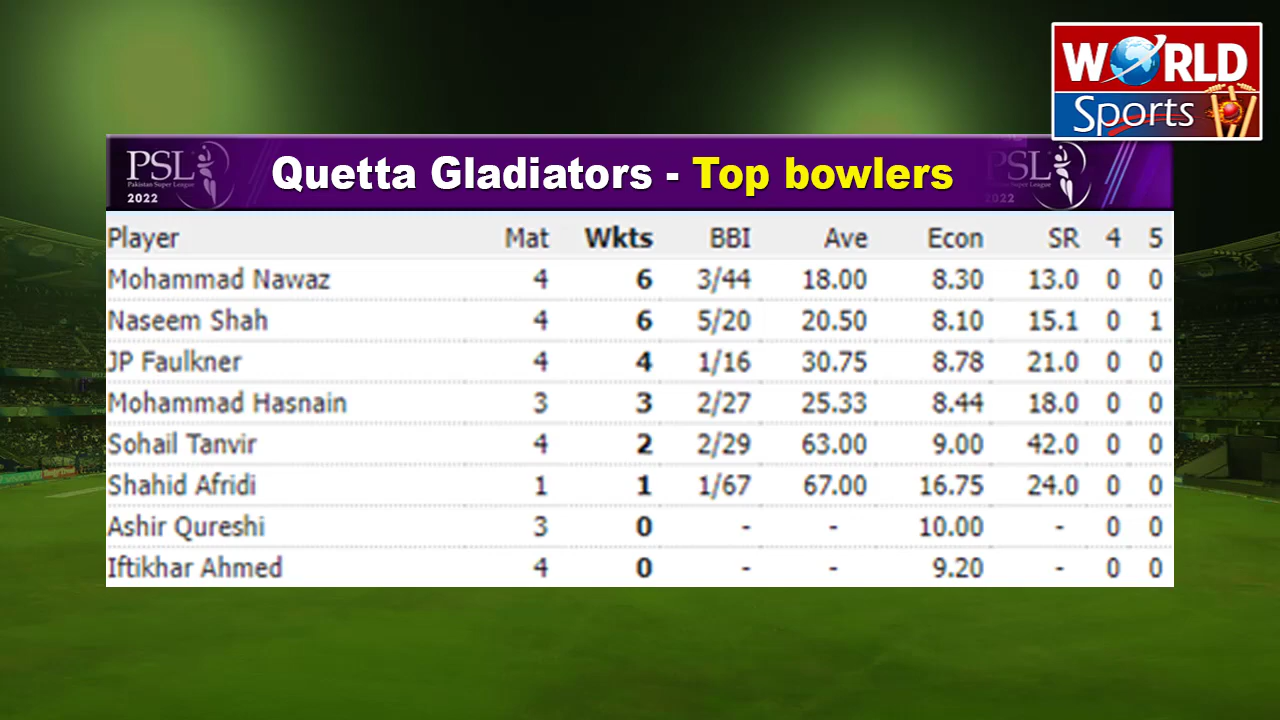 WORLD
Sports
PSL
Pakistan Super League
2022
Quetta Gladiators - Top bowlers
PSL
2022
Player Mat Wkts BBI Ave Econ SR 4 5
Mohammad Nawaz 4 6 3/44 18.00 8.30 13.0 0 0
Naseem Shah 4 6 5/20 20.50 8.10 15.1 0 1
JP Faulkner 4 4 1/16 30.75 8.78 21.0 0 0
Mohammad Hasnain 3 3 2/27 25.33 8.44 18.0 0 0
Sohail Tanvir 4 2 2/29 63.00 9.00 42.0 0 0
Shahid Afridi 1 1 1/67 67.00 16.75 24.0 0 0
Ashir Qureshi 3 0 - - 10.00 - 0 0
Iftikhar Ahmed 4 0 - - 9.20 - 0 0